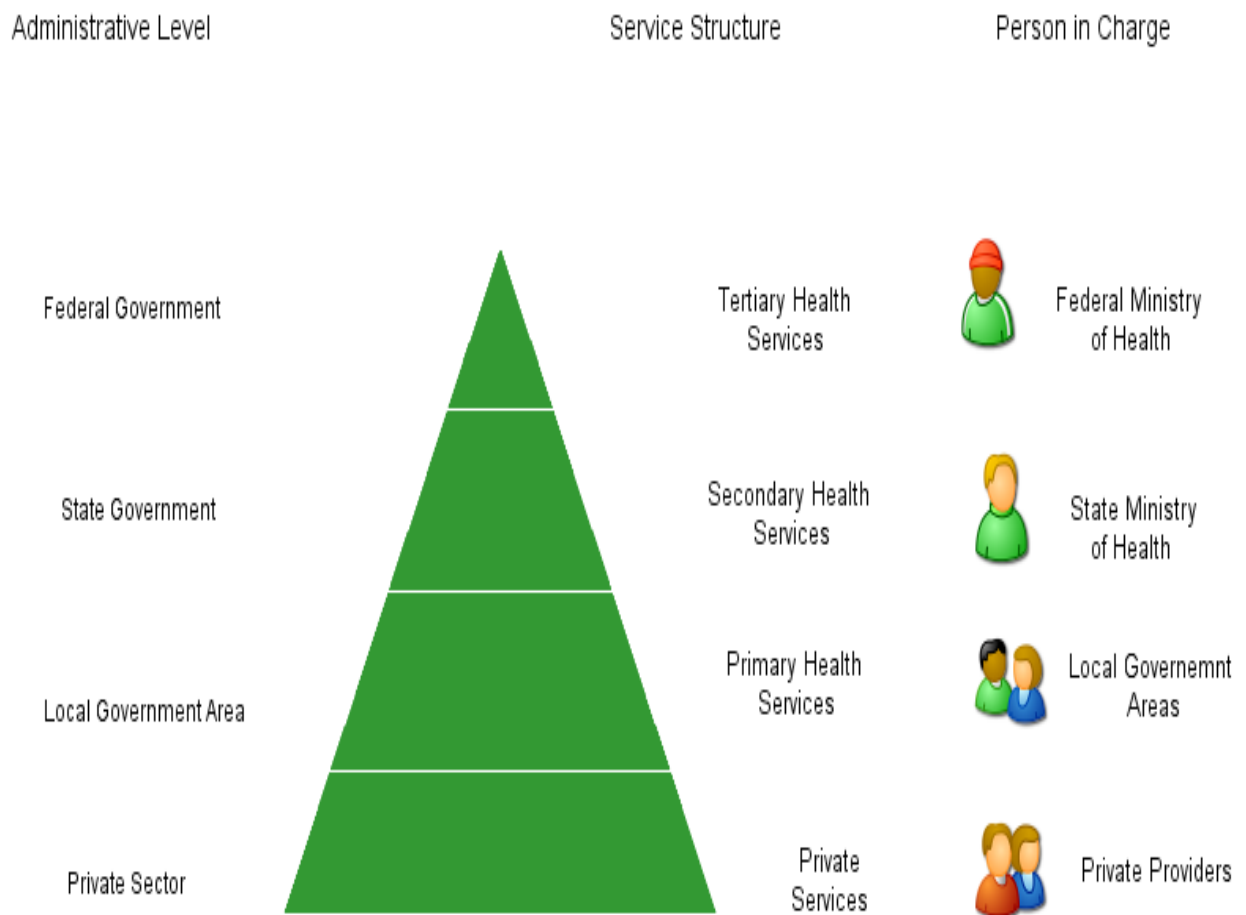 Administrative Level Service Structure Person in Charge
Federal Government
Tertiary Health
Services
Federal Ministry
of Health
State Government
Secondary Health
Services
State Ministry
of Health
Local Government Area
Primary Health
Services
Local Governemnt
Areas
Private Sector
Private
Services
Private Providers